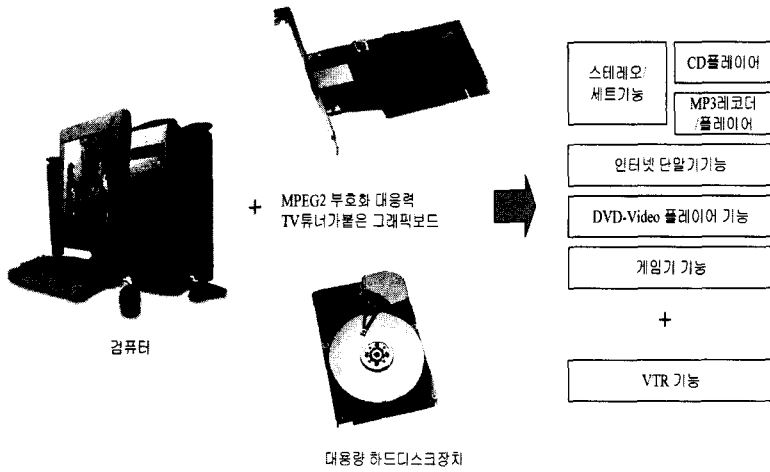 스테레오/
세트기능
CD플레이어
MP3레코더
/플레이어
인터넷 단말기기능
+ MPEG2 부호화 대응력
TV튜너가붙은 그래픽보드
DVD-Video 플레이어 기능
게임기 기능
+
컴퓨터
VTR 기능
대용량 하드디스크장치